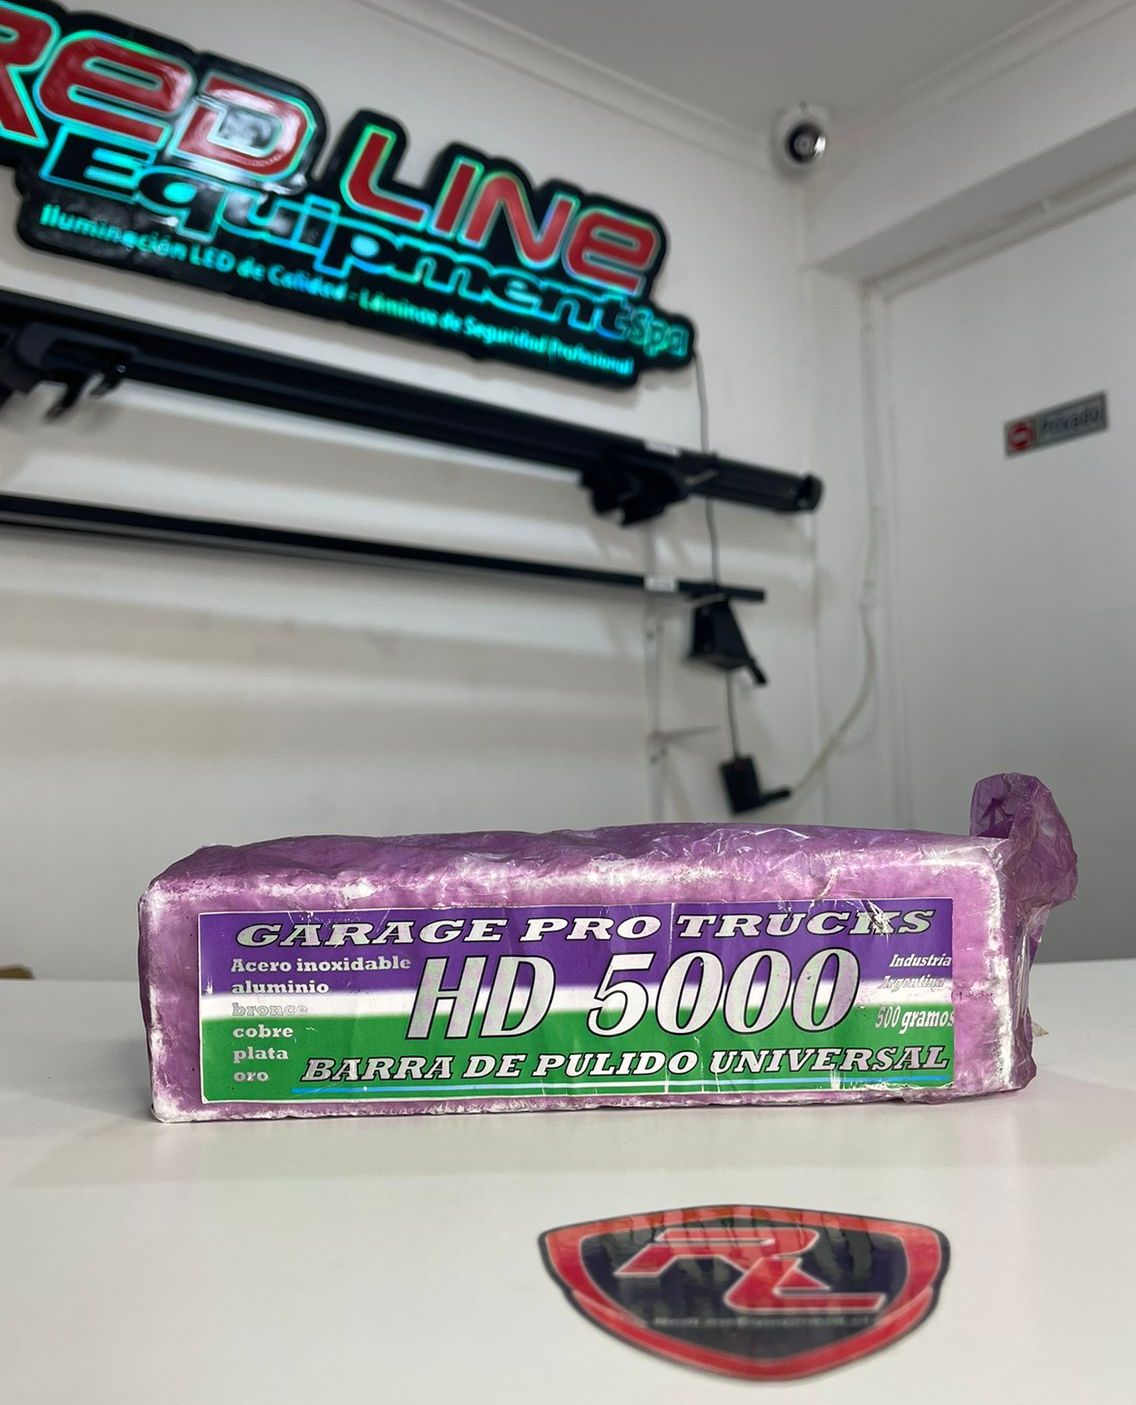 RED LINE
Equipment spa
Iluminación LED de Calidad - Láminas de Seguridad Profesional
Privado
GARAGE PRO TRUCKS
Acero inoxidable
aluminio
bronce
cobre
plata
oro
HD 5000
Industria
Argentina
500 gramos
BARRA DE PULIDO UNIVERSAL
RL